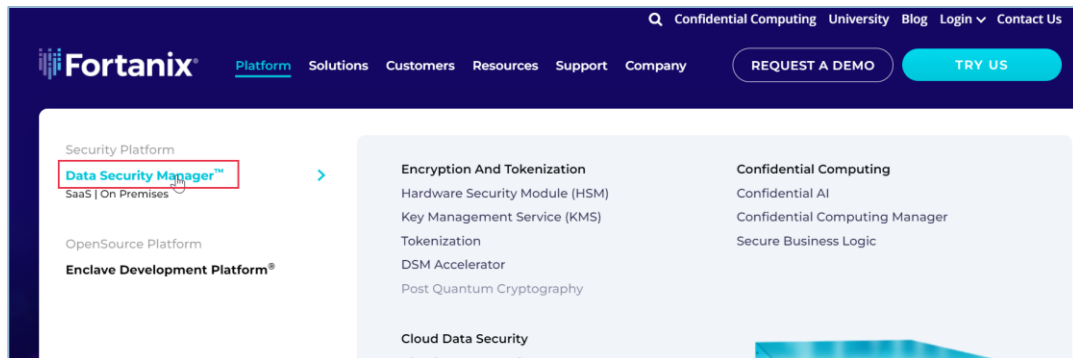 Confidential Computing University Blog Login Contact Us
Fortanix®
Platform Solutions Customers Resources Support Company REQUEST A DEMO TRY US
Security Platform
Data Security Manager™
SaaS | On Premises
OpenSource Platform
Enclave Development Platform®
Encryption And Tokenization
Hardware Security Module (HSM)
Key Management Service (KMS)
Tokenization
DSM Accelerator
Post Quantum Cryptography
Cloud Data Security
Confidential Computing
Confidential AI
Confidential Computing Manager
Secure Business Logic